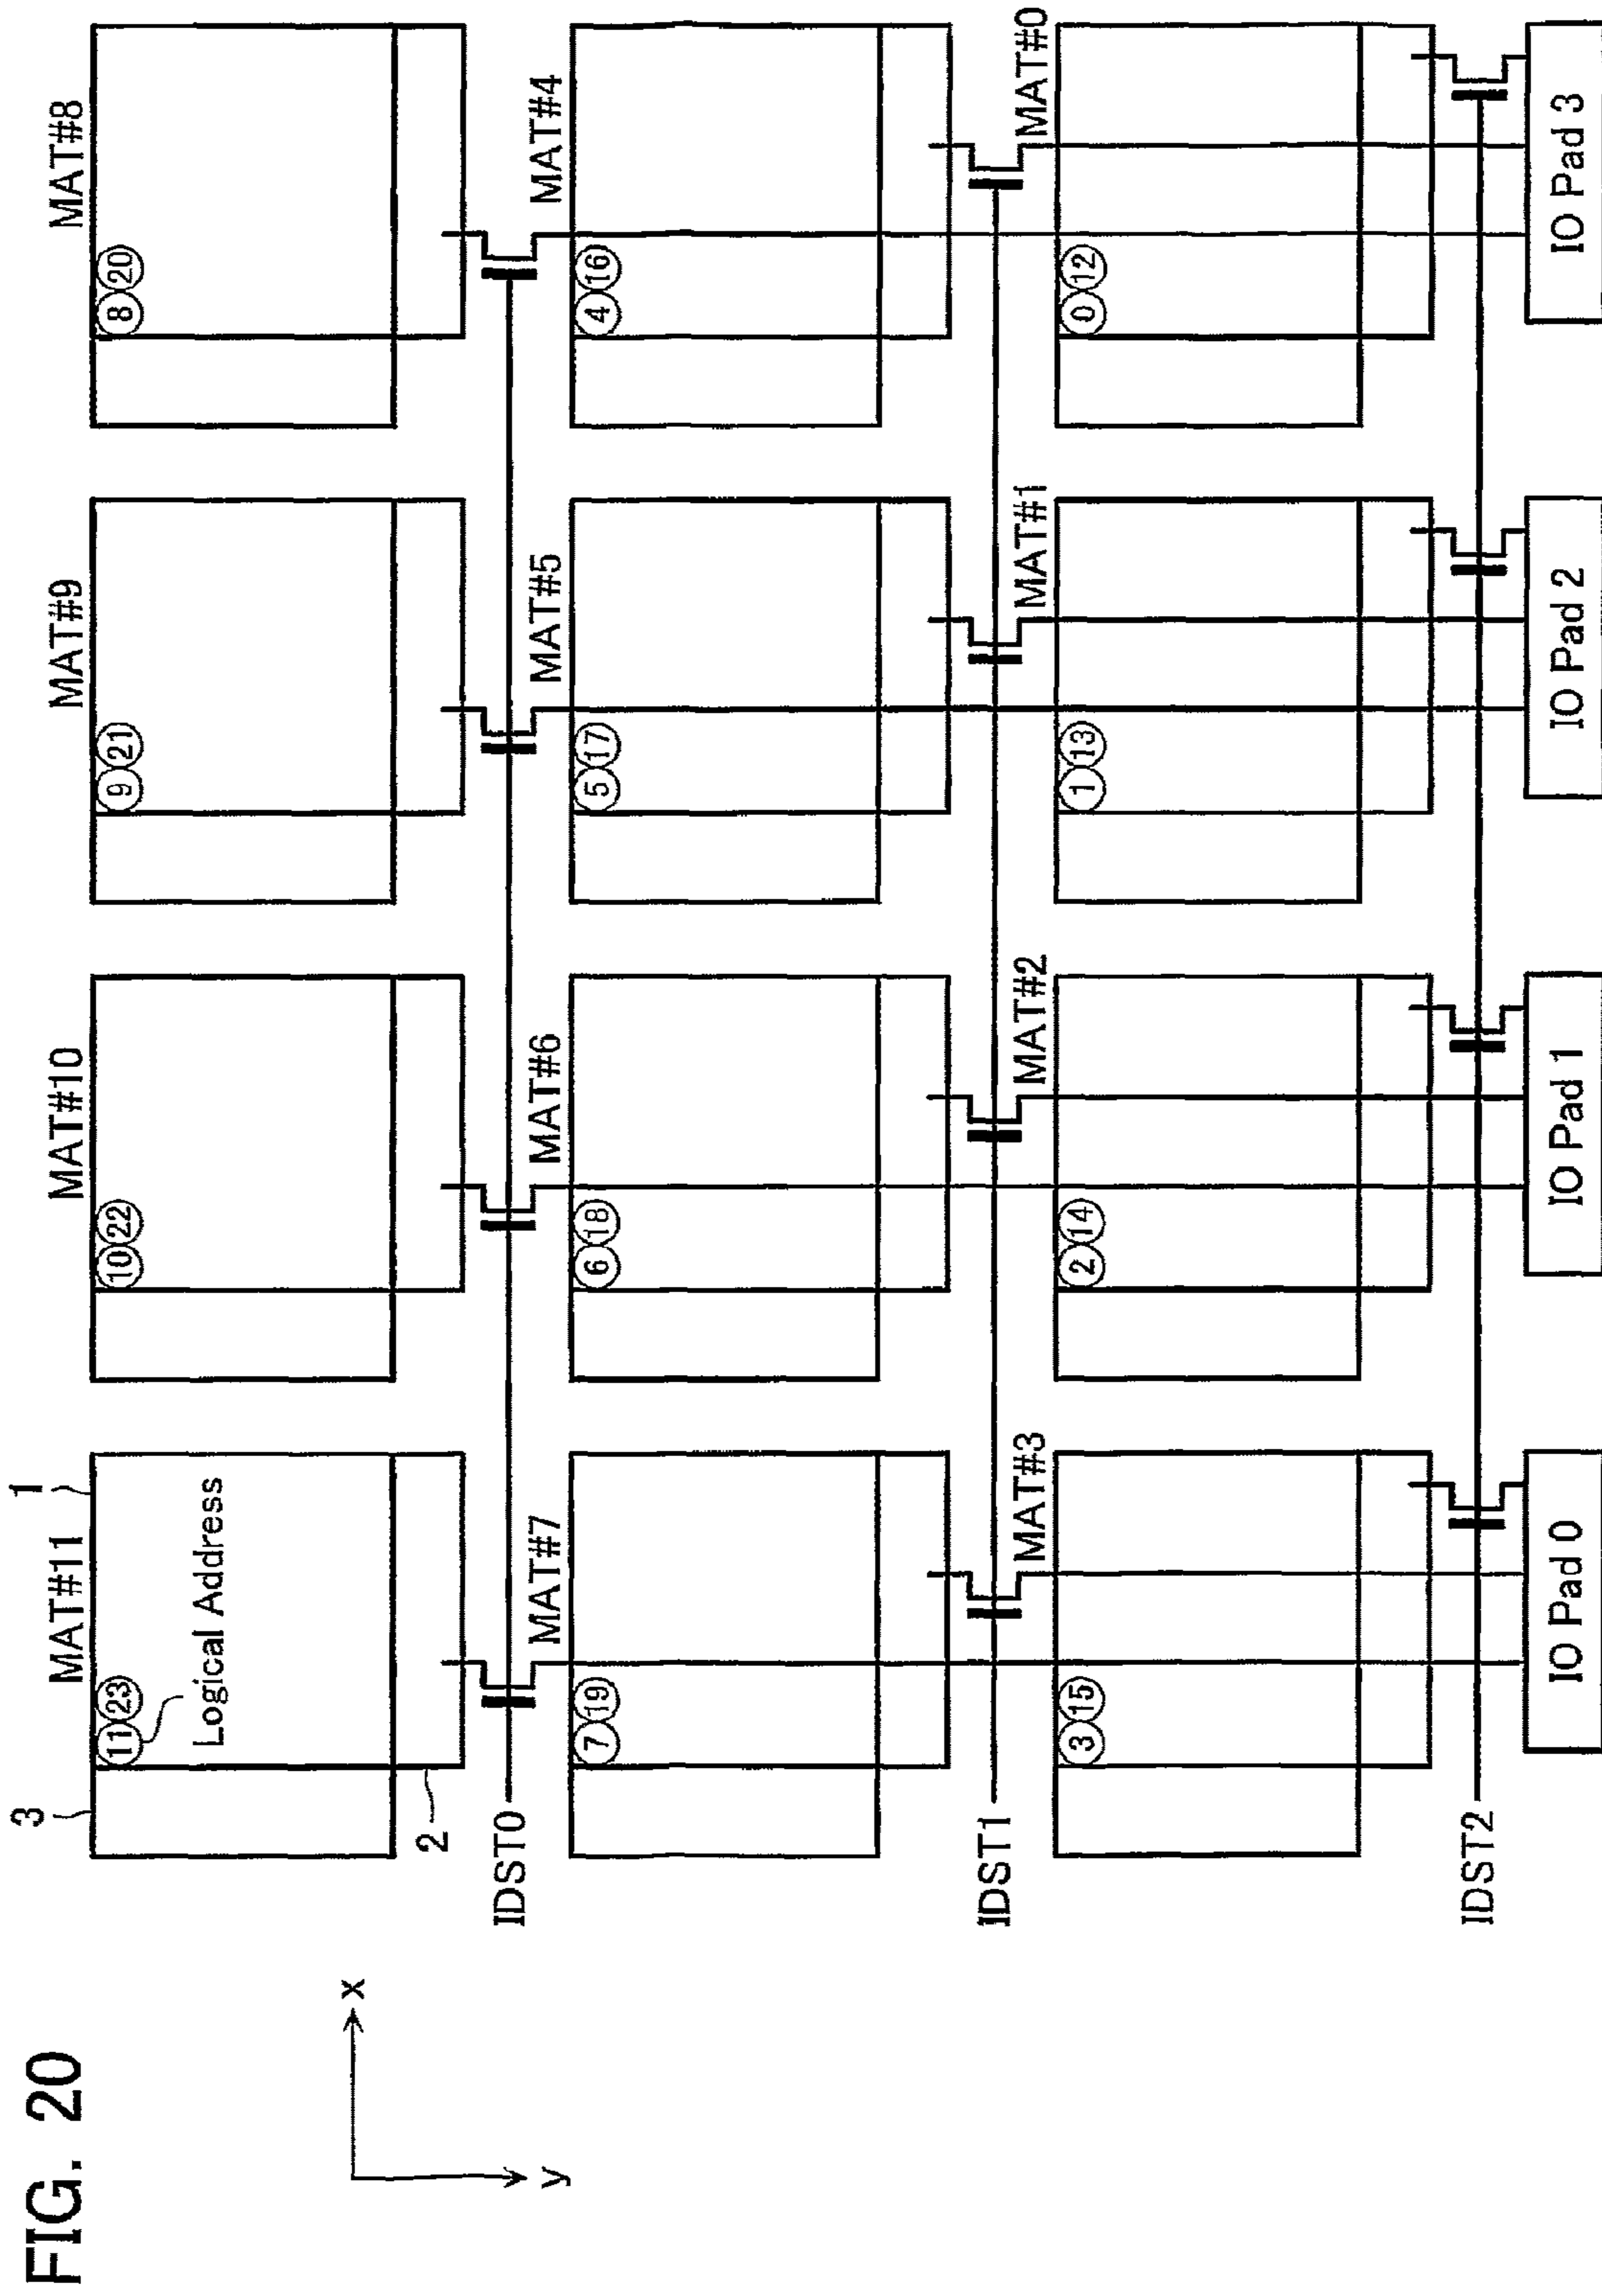 FIG. 20
x
y
3
1
2
MAT#11
MAT#10
MAT#9
MAT#8
11 23
10 22
9 21
8 20
Logical Address
IDST0
MAT#7
MAT#6
MAT#5
MAT#4
7 19
6 18
5 17
4 16
IDST1
MAT#3
MAT#2
MAT#1
MAT#0
3 15
2 14
1 13
0 12
IDST2
IO Pad 0
IO Pad 1
IO Pad 2
IO Pad 3